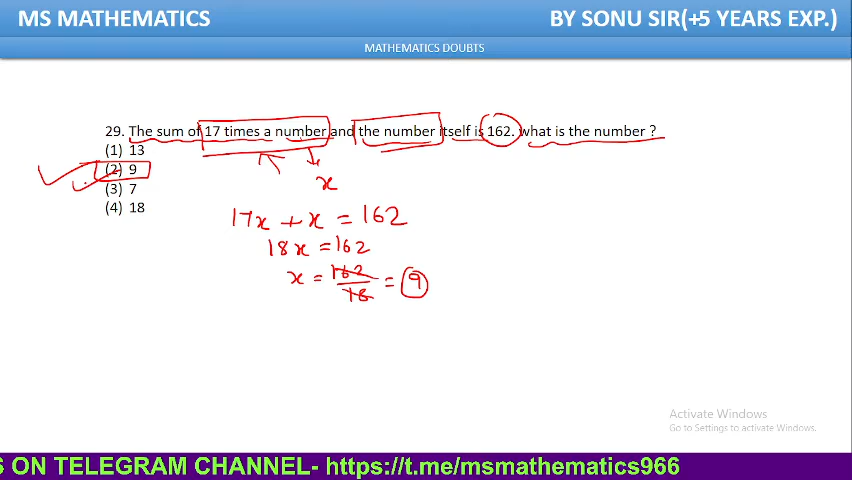 MS MATHEMATICS BY SONU SIR(+5 YEARS EXP.)
MATHEMATICS DOUBTS
29. The sum of 17 times a number and the number itself is 162. what is the number ?
(1) 13
(2) 9
(3) 7
(4) 18
x
17x + x = 162
18x = 162
x = 162/18 = 9
Activate Windows
Go to Settings to activate Windows.
S ON TELEGRAM CHANNEL- https://t.me/msmathematics966